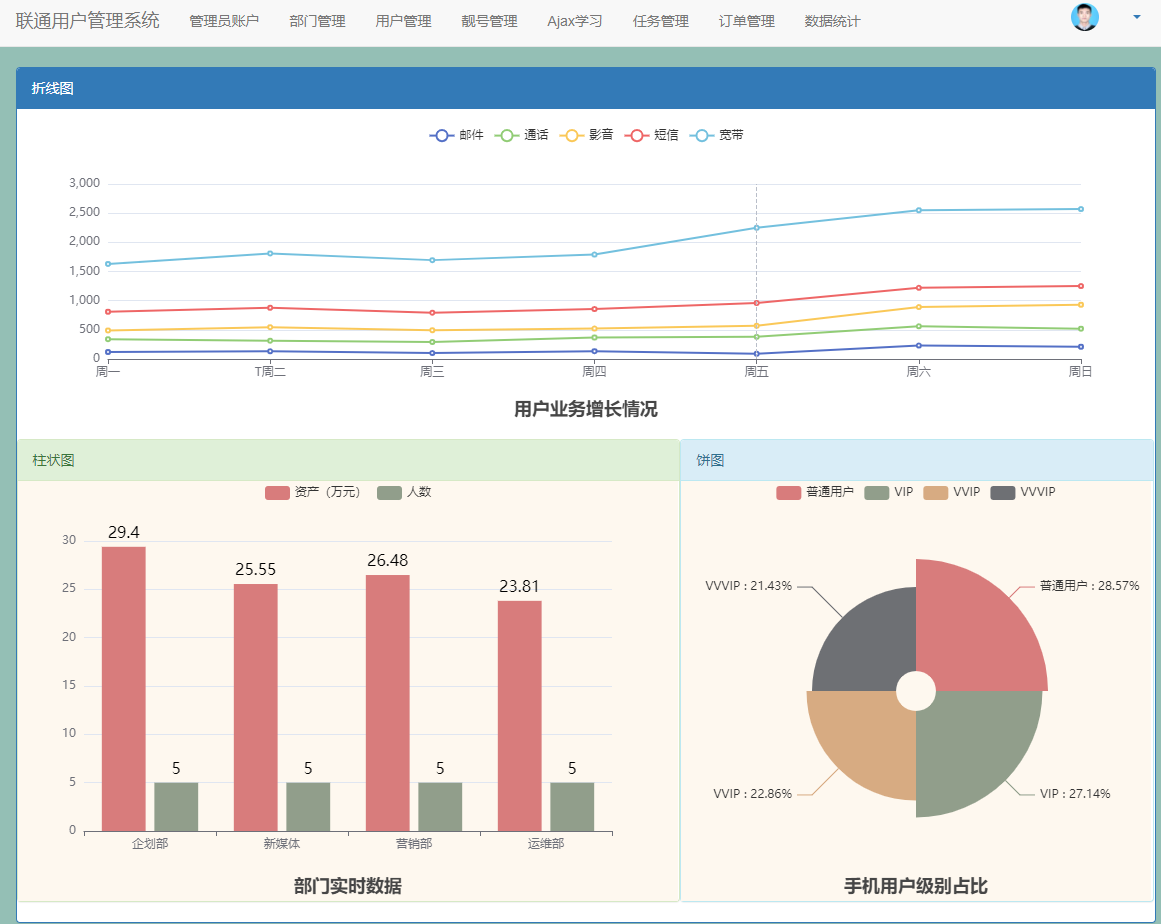 联通用户管理系统 管理员账户 部门管理 用户管理 靓号管理 Ajax学习 任务管理 订单管理 数据统计
折线图
邮件 通话 影音 短信 宽带
3,000
2,500
2,000
1,500
1,000
500
0
周一 T周二 周三 周四 周五 周六 周日
用户业务增长情况
柱状图
资产（万元） 人数
30
25
20
15
10
5
0
29.4
25.55
26.48
23.81
5 5 5 5
企划部 新媒体 营销部 运维部
部门实时数据
饼图
普通用户 VIP VVIP VVVIP
VVVIP : 21.43%
普通用户 : 28.57%
VVIP : 22.86%
VIP : 27.14%
手机用户级别占比